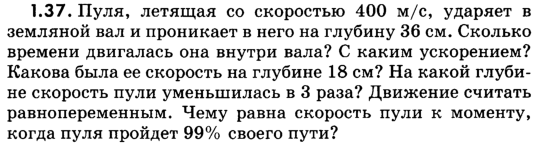 1.37. Пуля, летящая со скоростью 400 м/с, ударяет в
земляной вал и проникает в него на глубину 36 см. Сколько
времени двигалась она внутри вала? С каким ускорением?
Какова была ее скорость на глубине 18 см? На какой глуби-
не скорость пули уменьшилась в 3 раза? Движение считать
равнопеременным. Чему равна скорость пули к моменту,
когда пуля пройдет 99% своего пути?